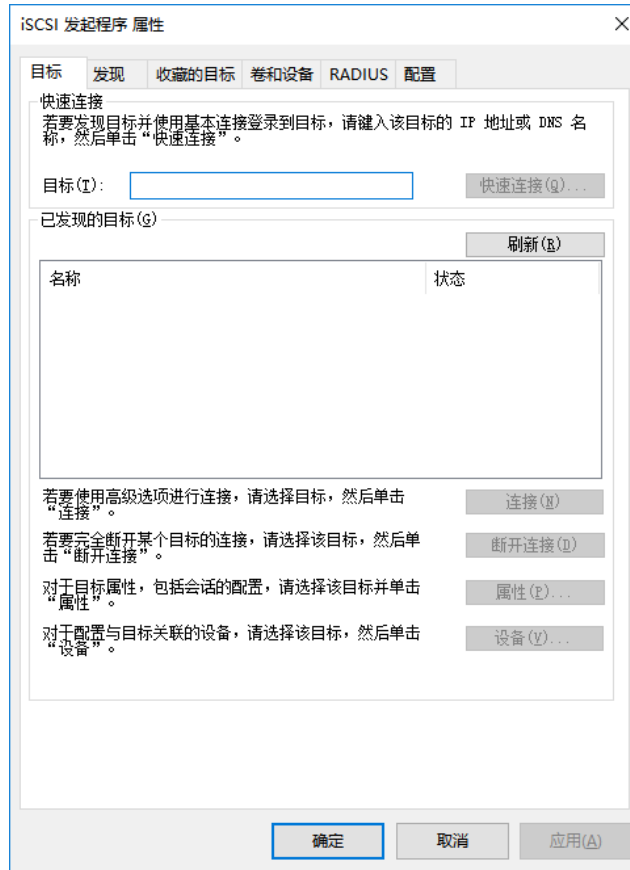 iSCSI 发起程序 属性
目标 发现 收藏的目标 卷和设备 RADIUS 配置
快速连接
若要发现目标并使用基本连接登录到目标，请键入该目标的 IP 地址或 DNS 名
称，然后单击“快速连接”。
目标(T): 快速连接(Q)...
已发现的目标(G)
刷新(R)
名称 状态
若要使用高级选项进行连接，请选择目标，然后单击
“连接”。
连接(N)
若要完全断开某个目标的连接，请选择该目标，然后单
击“断开连接”。
断开连接(D)
对于目标属性，包括会话的配置，请选择该目标并单击
“属性”。
属性(P)...
对于配置与目标关联的设备，请选择该目标，然后单击
“设备”。
设备(V)...
确定 取消 应用(A)